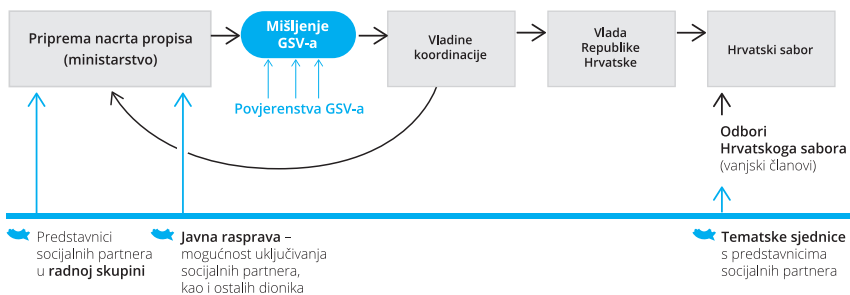 Priprema nacrta propisa
(ministarstvo)
Mišljenje
GSV-a
Vladine
koordinacije
Vlada
Republike
Hrvatske
Hrvatski sabor
Povjerenstva GSV-a
Odbori
Hrvatskoga sabora
(vanjski članovi)
Predstavnici
socijalnih partnera
u radnoj skupini
Javna rasprava –
mogućnost uključivanja
socijalnih partnera,
kao i ostalih dionika
Tematske sjednice
s predstavnicima
socijalnih partnera